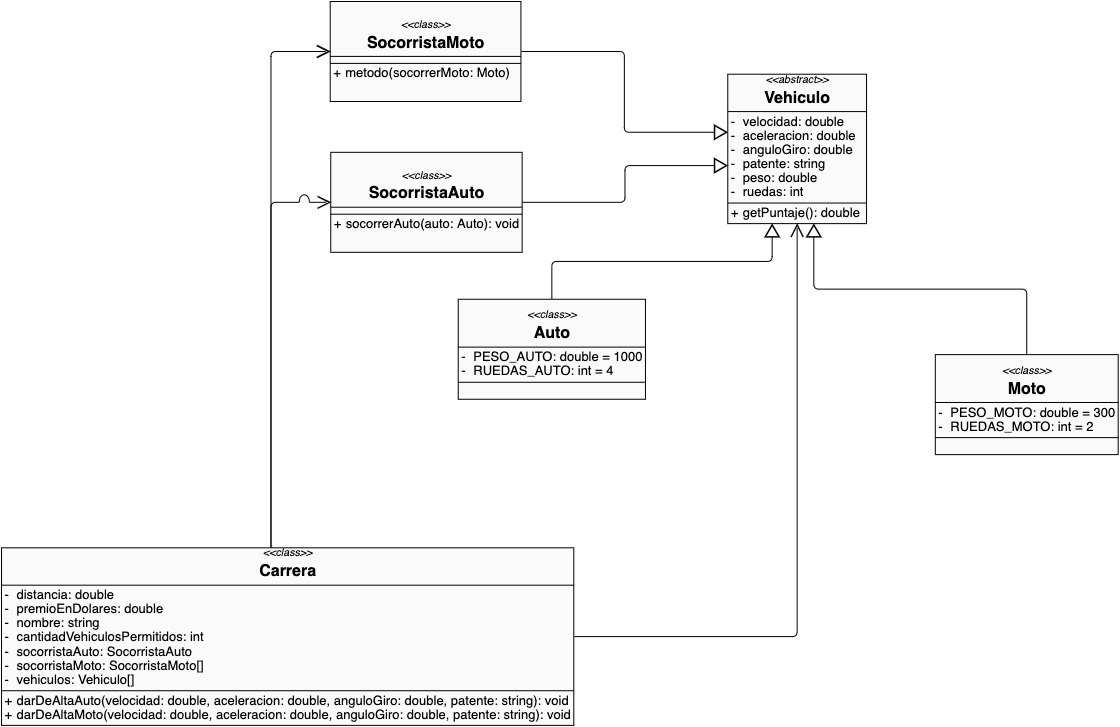 <<class>>
SocorristaMoto
+ metodo(socorrerMoto: Moto)
<<abstract>>
Vehiculo
- velocidad: double
- aceleracion: double
- anguloGiro: double
- patente: string
- peso: double
- ruedas: int
+ getPuntaje(): double
<<class>>
SocorristaAuto
+ socorrerAuto(auto: Auto): void
<<class>>
Auto
- PESO_AUTO: double = 1000
- RUEDAS_AUTO: int = 4
<<class>>
Moto
- PESO_MOTO: double = 300
- RUEDAS_MOTO: int = 2
<<class>>
Carrera
- distancia: double
- premioEnDolares: double
- nombre: string
- cantidadVehiculosPermitidos: int
- socorristaAuto: SocorristaAuto
- socorristaMoto: SocorristaMoto[]
- vehiculos: Vehiculo[]
+ darDeAltaAuto(velocidad: double, aceleracion: double, anguloGiro: double, patente: string): void
+ darDeAltaMoto(velocidad: double, aceleracion: double, anguloGiro: double, patente: string): void